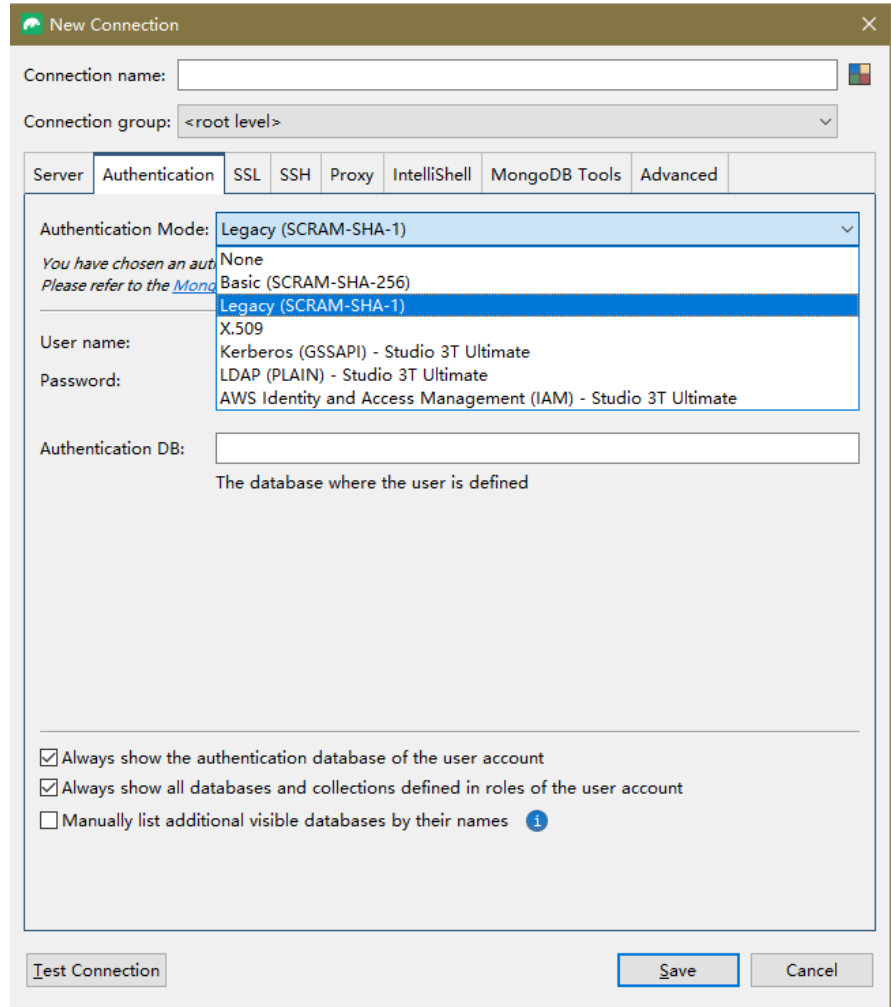 New Connection
Connection name:
Connection group: <root level>
Server Authentication SSL SSH Proxy IntelliShell MongoDB Tools Advanced
Authentication Mode: Legacy (SCRAM-SHA-1)
None
You have chosen an
Basic (SCRAM-SHA-256)
Please refer to the
Legacy (SCRAM-SHA-1)
X.509
User name:
Kerberos (GSSAPI) - Studio 3T Ultimate
LDAP (PLAIN) - Studio 3T Ultimate
Password:
AWS Identity and Access Management (IAM) - Studio 3T Ultimate
Authentication DB:
The database where the user is defined
Always show the authentication database of the user account
Always show all databases and collections defined in roles of the user account
Manually list additional visible databases by their names i
Test Connection Save Cancel